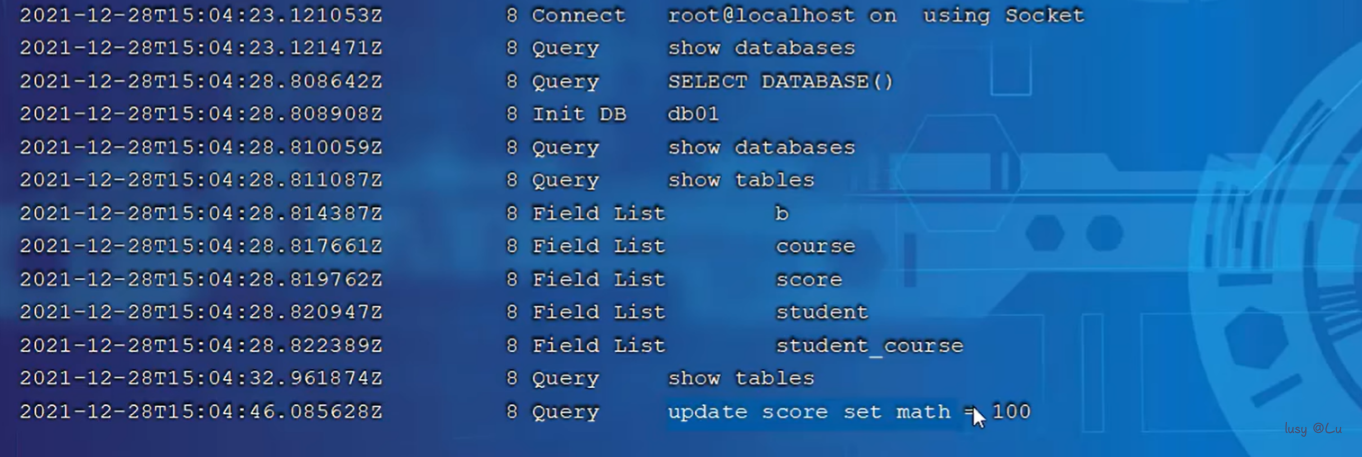 2021-12-28T15:04:23.121053Z 8 Connect root@localhost on using Socket
2021-12-28T15:04:23.121471Z 8 Query show databases
2021-12-28T15:04:28.808642Z 8 Query SELECT DATABASE()
2021-12-28T15:04:28.808908Z 8 Init DB db01
2021-12-28T15:04:28.810059Z 8 Query show databases
2021-12-28T15:04:28.811087Z 8 Query show tables
2021-12-28T15:04:28.814387Z 8 Field List b
2021-12-28T15:04:28.817661Z 8 Field List course
2021-12-28T15:04:28.819762Z 8 Field List score
2021-12-28T15:04:28.820947Z 8 Field List student
2021-12-28T15:04:28.822389Z 8 Field List student_course
2021-12-28T15:04:32.961874Z 8 Query show tables
2021-12-28T15:04:46.085628Z 8 Query update score set math = 100
lusy @Lu